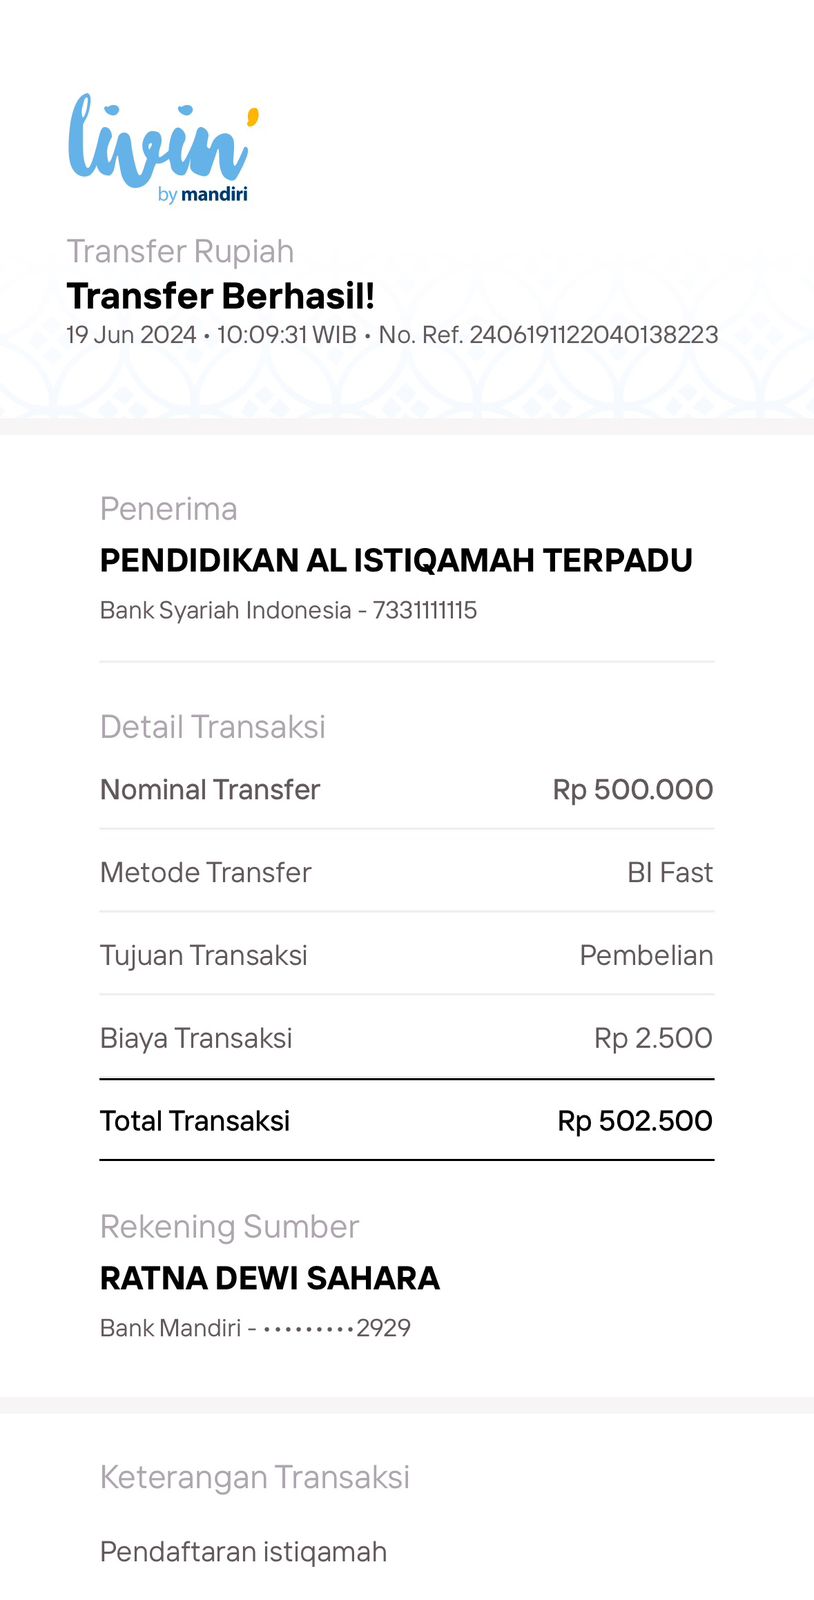 livin'
by mandiri
Transfer Rupiah
Transfer Berhasil!
19 Jun 2024 • 10:09:31 WIB • No. Ref. 2406191122040138223
Penerima
PENDIDIKAN AL ISTIQAMAH TERPADU
Bank Syariah Indonesia - 7331111115
Detail Transaksi
Nominal Transfer Rp 500.000
Metode Transfer BI Fast
Tujuan Transaksi Pembelian
Biaya Transaksi Rp 2.500
Total Transaksi Rp 502.500
Rekening Sumber
RATNA DEWI SAHARA
Bank Mandiri - •••••••••2929
Keterangan Transaksi
Pendaftaran istiqamah